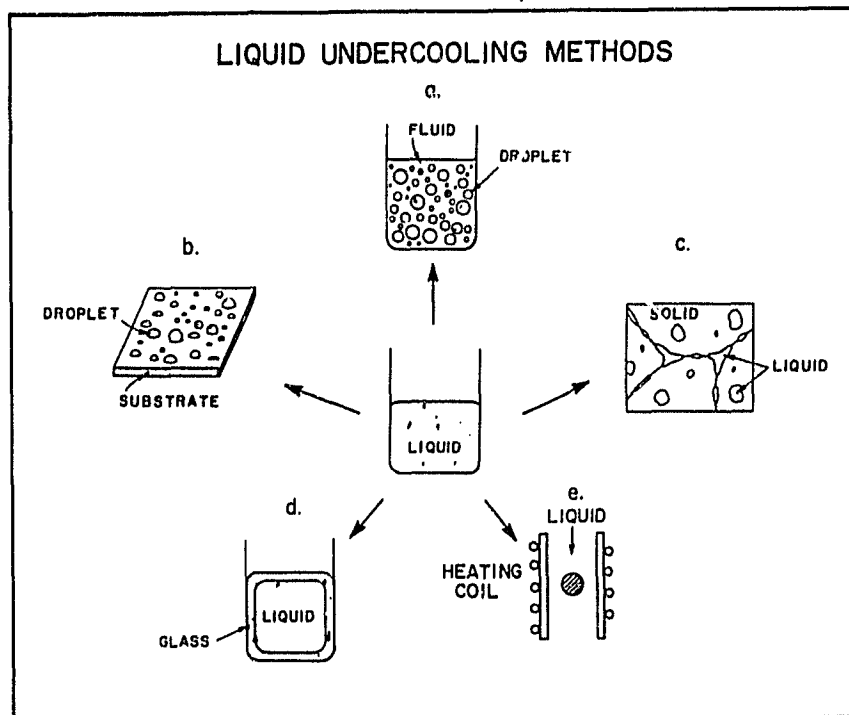 LIQUID UNDERCOOLING METHODS
a.
FLUID
DROPLET
b.
DROPLET
SUBSTRATE
c.
SOLID
LIQUID
LIQUID
d.
LIQUID
GLASS
e.
LIQUID
HEATING
COIL